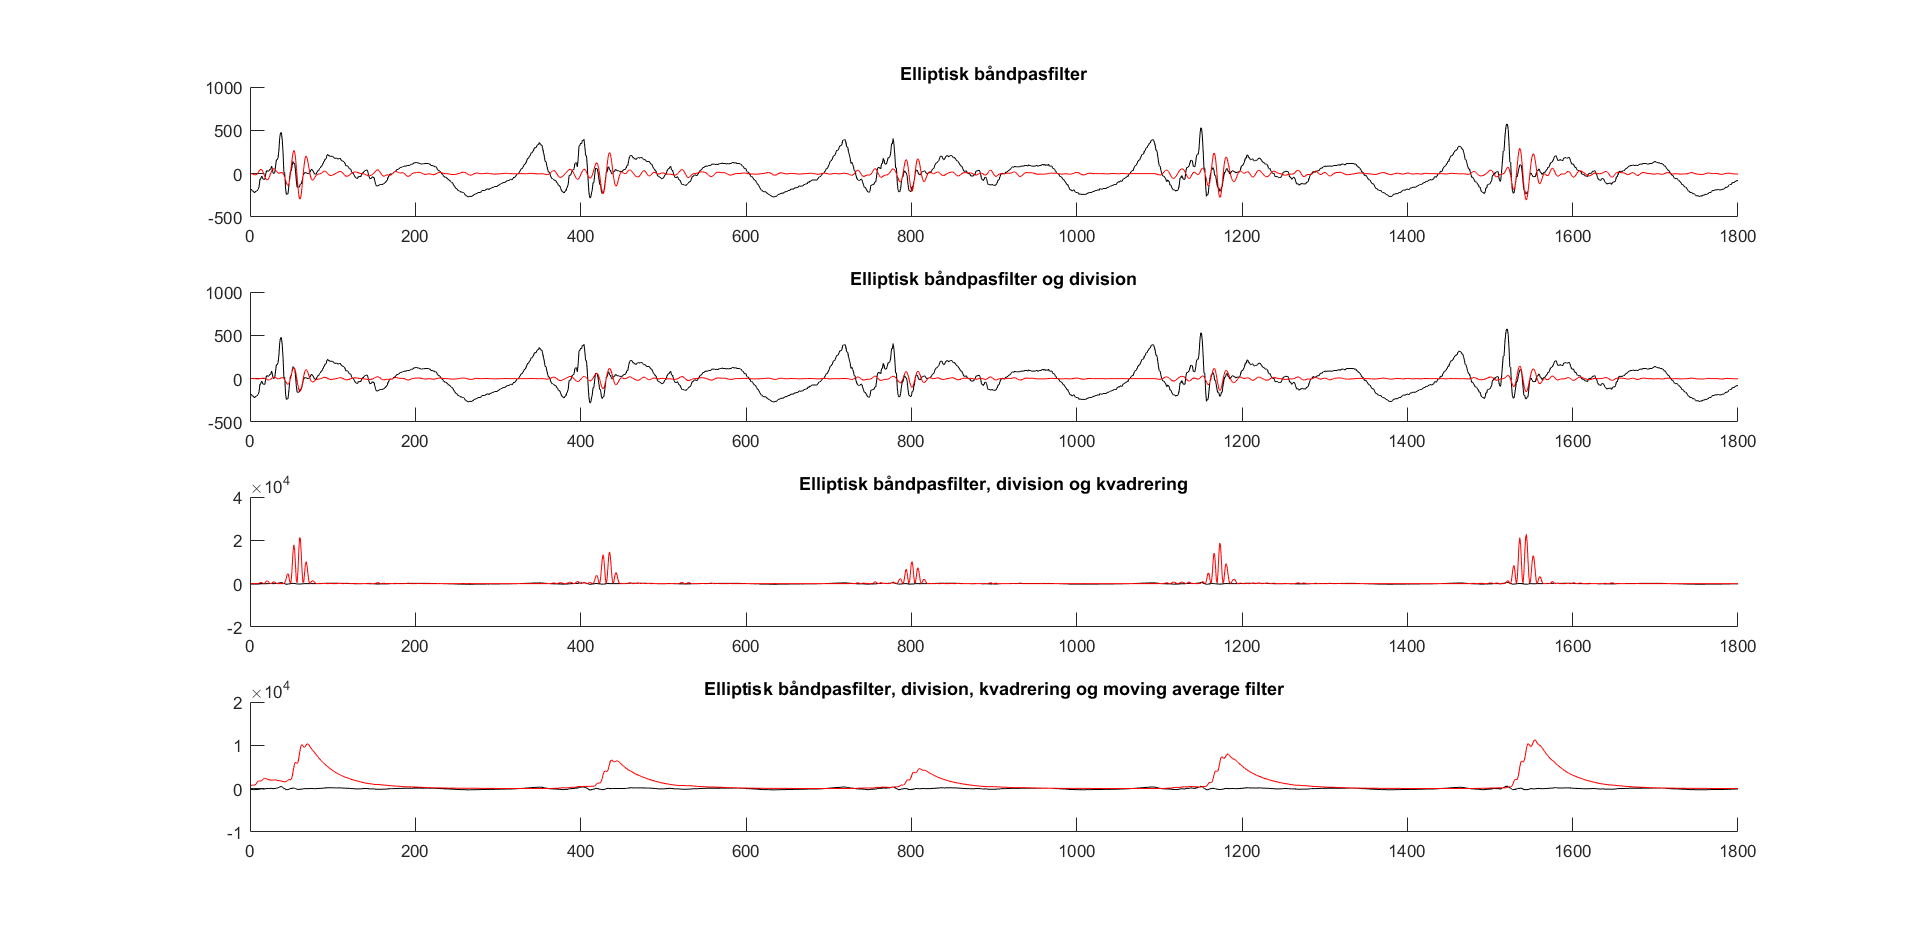 Elliptisk båndpasfilter
1000
500
0
-500
0 200 400 600 800 1000 1200 1400 1600 1800
Elliptisk båndpasfilter og division
1000
500
0
-500
0 200 400 600 800 1000 1200 1400 1600 1800
×10^4
Elliptisk båndpasfilter, division og kvadrering
4
2
0
-2
0 200 400 600 800 1000 1200 1400 1600 1800
×10^4
Elliptisk båndpasfilter, division, kvadrering og moving average filter
2
1
0
-1
0 200 400 600 800 1000 1200 1400 1600 1800